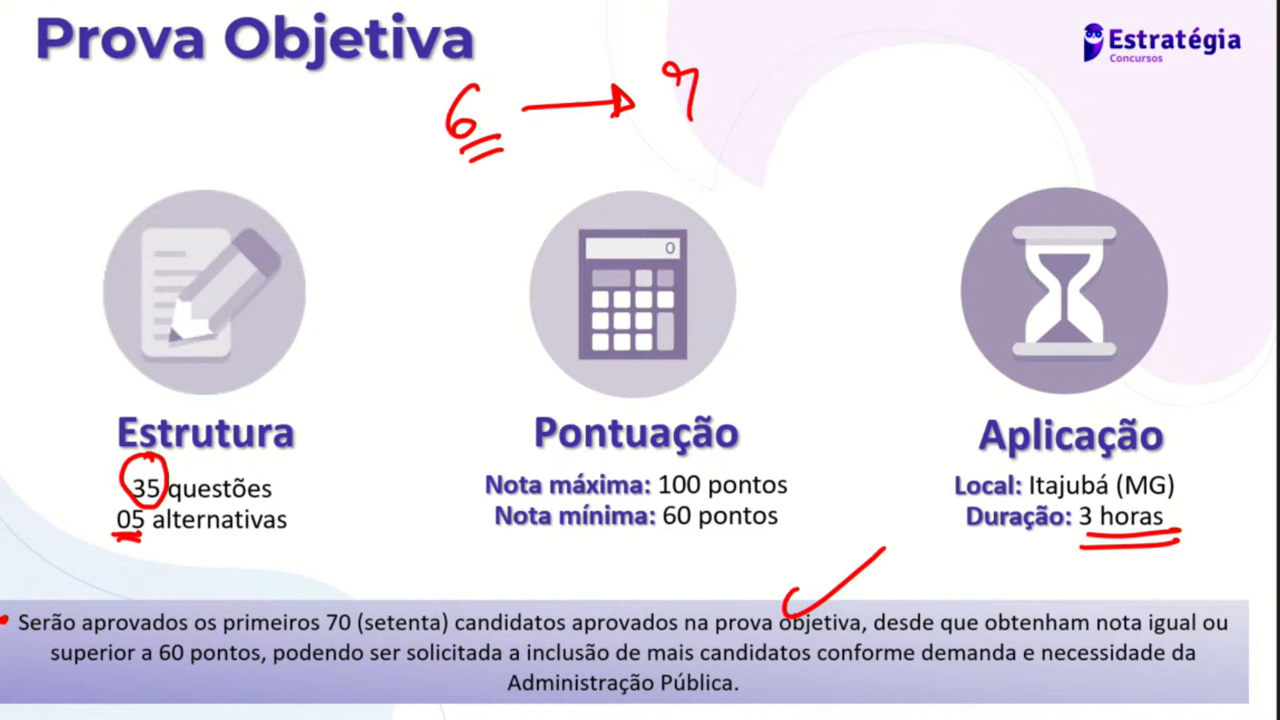 Prova Objetiva
Estratégia
Concursos
6 → 7
0
Estrutura
35 questões
05 alternativas
Pontuação
Nota máxima: 100 pontos
Nota mínima: 60 pontos
Aplicação
Local: Itajubá (MG)
Duração: 3 horas
Serão aprovados os primeiros 70 (setenta) candidatos aprovados na prova objetiva, desde que obtenham nota igual ou
superior a 60 pontos, podendo ser solicitada a inclusão de mais candidatos conforme demanda e necessidade da
Administração Pública.